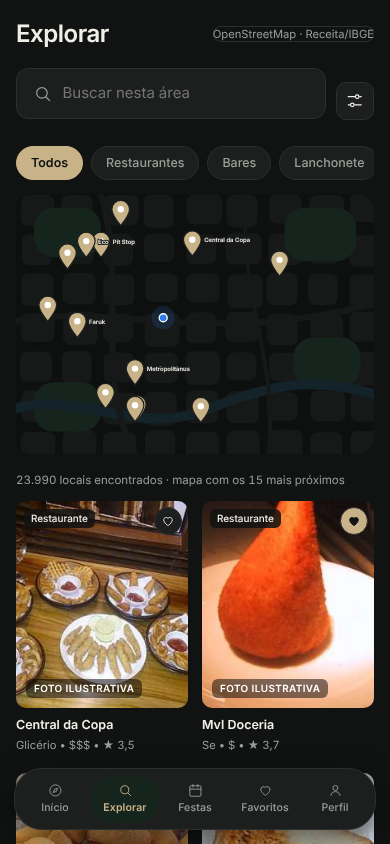 Explorar
OpenStreetMap · Receita/IBGE
Buscar nesta área
Todos
Restaurantes
Bares
Lanchonete
Eco
Pit Stop
Central da Copa
Faruk
Metropolitanus
23.990 locais encontrados · mapa com os 15 mais próximos
Restaurante
Restaurante
FOTO ILUSTRATIVA
FOTO ILUSTRATIVA
Central da Copa
Mvl Doceria
Glicério • $$$ • ★ 3,5
Se • $ • ★ 3,7
Início
Explorar
Festas
Favoritos
Perfil